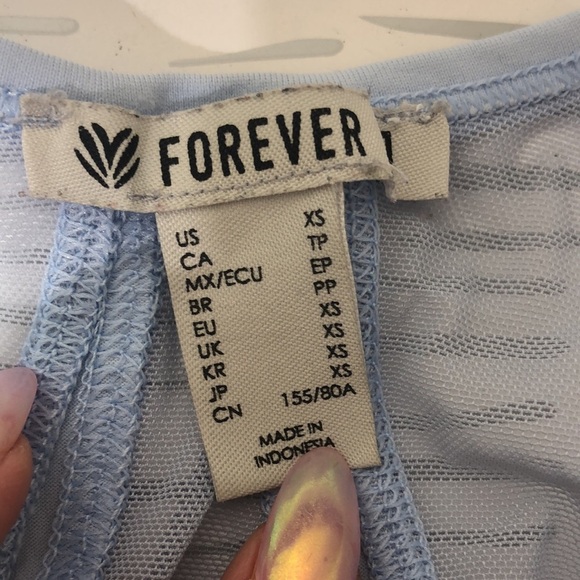 FOREVER
US XS
CA TP
MX/ECU EP
BR PP
EU XS
UK XS
KR XS
JP XS
CN 155/80A
MADE IN
INDONESIA